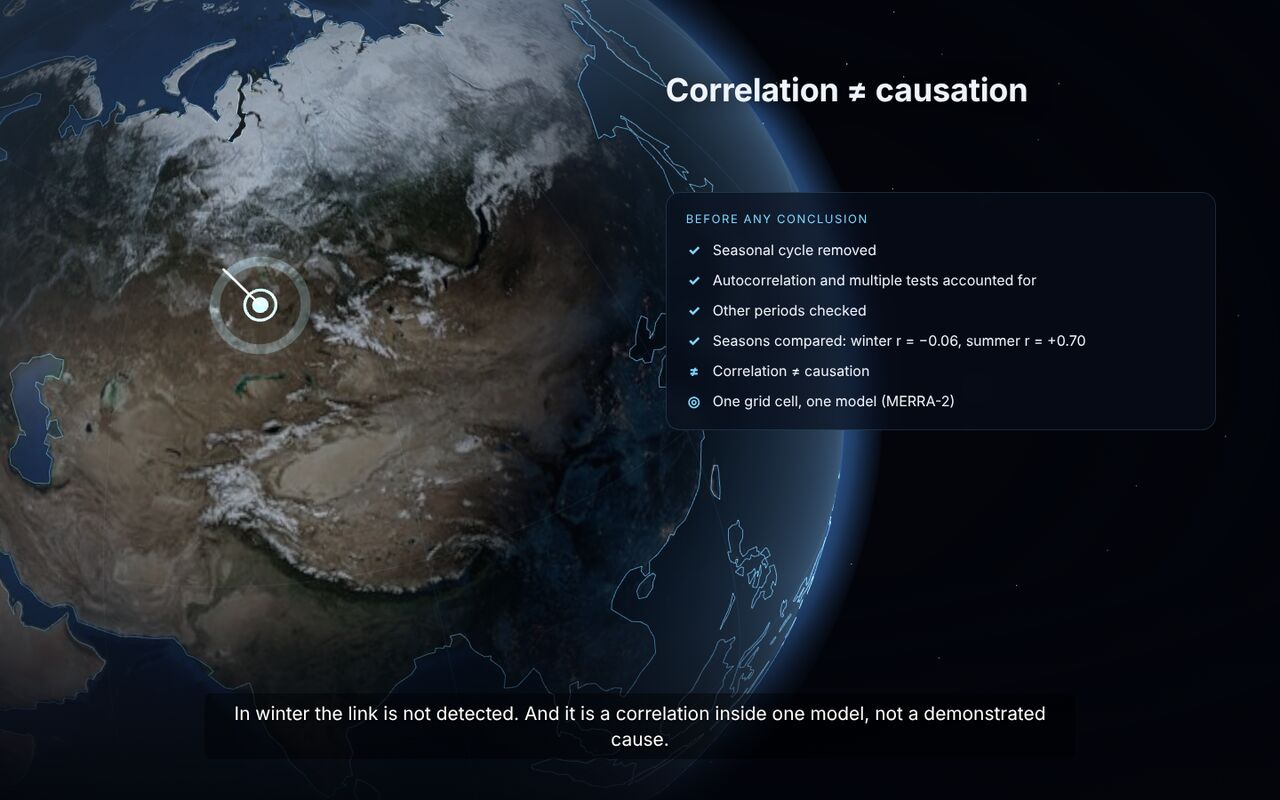 Correlation ≠ causation
BEFORE ANY CONCLUSION
✓ Seasonal cycle removed
✓ Autocorrelation and multiple tests accounted for
✓ Other periods checked
✓ Seasons compared: winter r = −0.06, summer r = +0.70
≠ Correlation ≠ causation
◎ One grid cell, one model (MERRA-2)
In winter the link is not detected. And it is a correlation inside one model, not a demonstrated
cause.